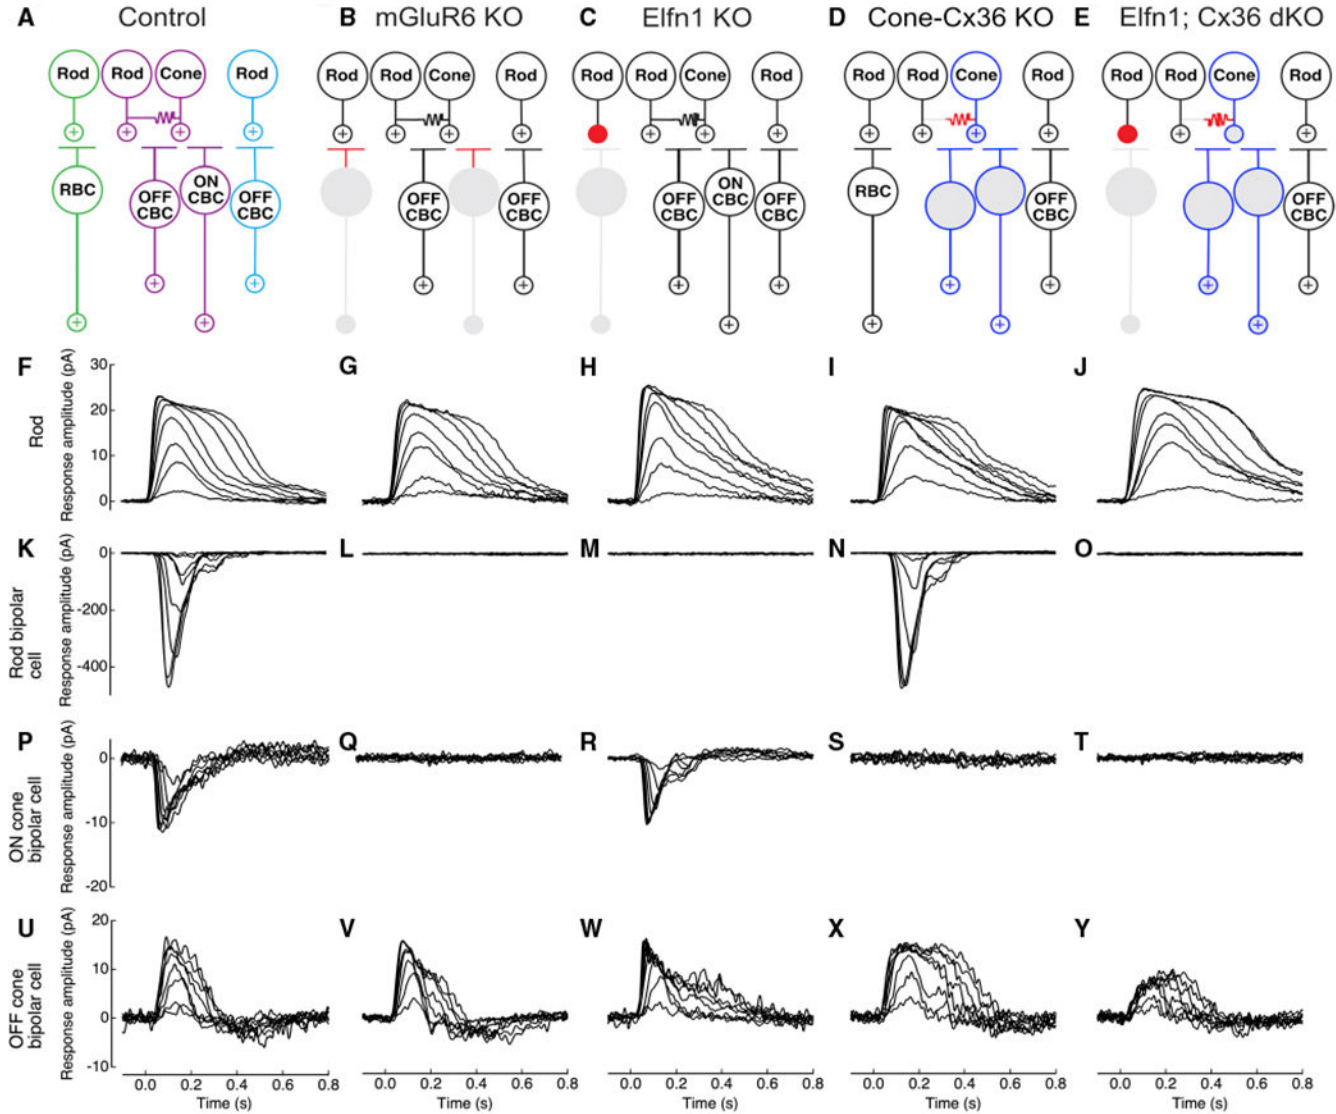 A Control B mGluR6 KO C Elfn1 KO D Cone-Cx36 KO E Elfn1; Cx36 dKO
Rod Rod Cone Rod Rod Rod Cone Rod Rod Rod Cone Rod Rod Rod Cone Rod Rod Rod Cone Rod
+ + + + + + + + + + + + + + + + +
RBC OFF CBC ON CBC OFF CBC OFF CBC OFF CBC OFF CBC ON CBC OFF CBC RBC OFF CBC OFF CBC
+ + + + + + + + + + + + + + +
F G H I J
Rod
Response amplitude (pA)
30
20
10
0
K L M N O
Rod bipolar
cell
Response amplitude (pA)
0
-200
-400
P Q R S T
ON cone
bipolar cell
Response amplitude (pA)
0
-10
-20
U V W X Y
OFF cone
bipolar cell
Response amplitude (pA)
20
10
0
-10
0.0 0.2 0.4 0.6 0.8 0.0 0.2 0.4 0.6 0.8 0.0 0.2 0.4 0.6 0.8 0.0 0.2 0.4 0.6 0.8 0.0 0.2 0.4 0.6 0.8
Time (s) Time (s) Time (s) Time (s) Time (s)